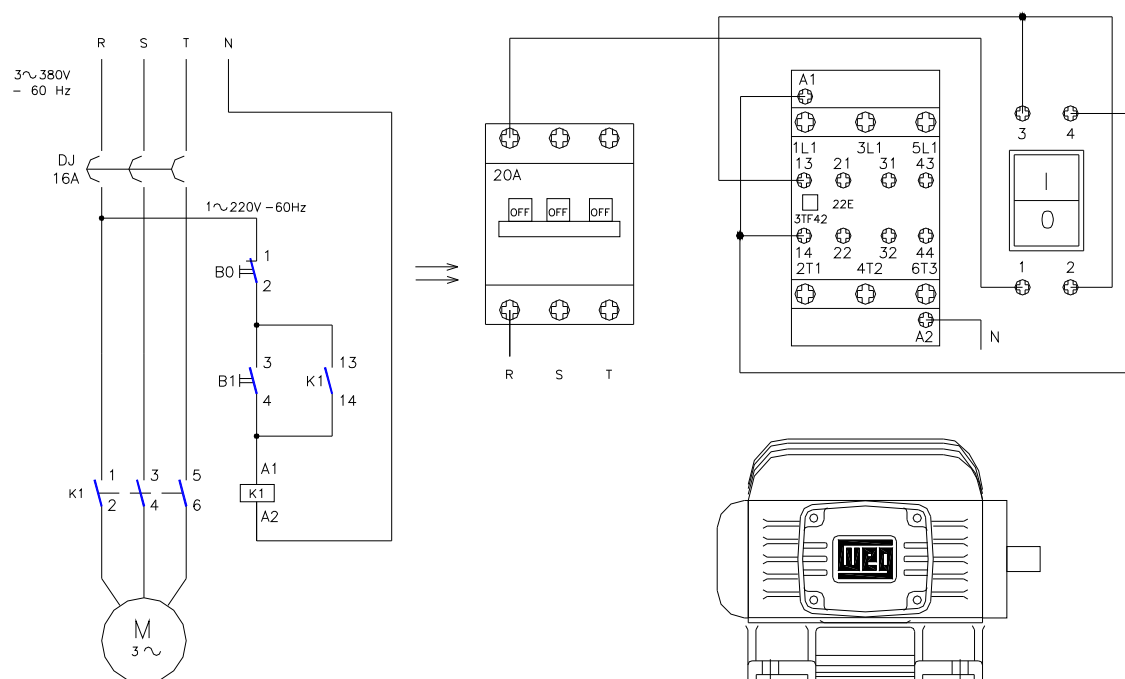 R S T N
3~380V
- 60 Hz
DJ
16A
1~220V-60Hz
1
B0
2
3
B1
4
K1
13
14
A1
K1
A2
K1
1 3 5
2 4 6
M
3~
20A
OFF OFF OFF
R S T
A1
1L1 3L1 5L1
13 21 31 43
22E
3TF42
14 22 32 44
2T1 4T2 6T3
A2
N
3 4
I
O
1 2
WEG